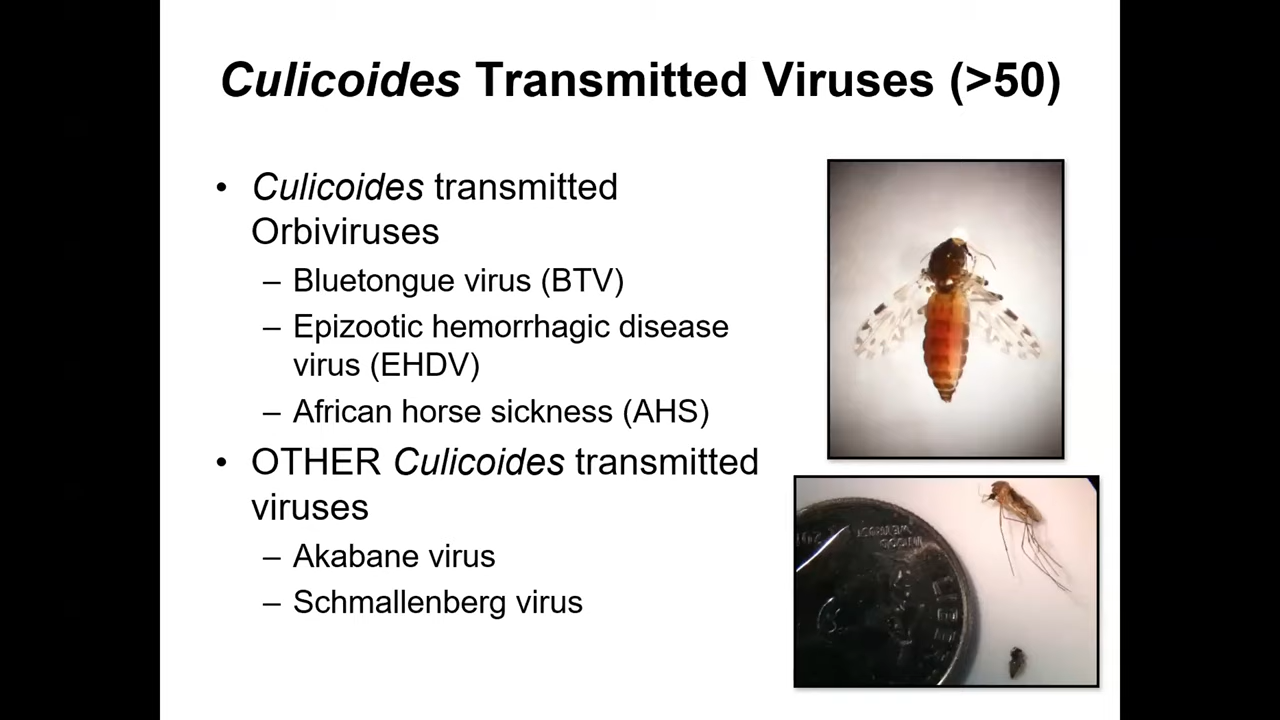 Culicoides Transmitted Viruses (>50)
• Culicoides transmitted
Orbiviruses
– Bluetongue virus (BTV)
– Epizootic hemorrhagic disease
virus (EHDV)
– African horse sickness (AHS)
• OTHER Culicoides transmitted
viruses
– Akabane virus
– Schmallenberg virus